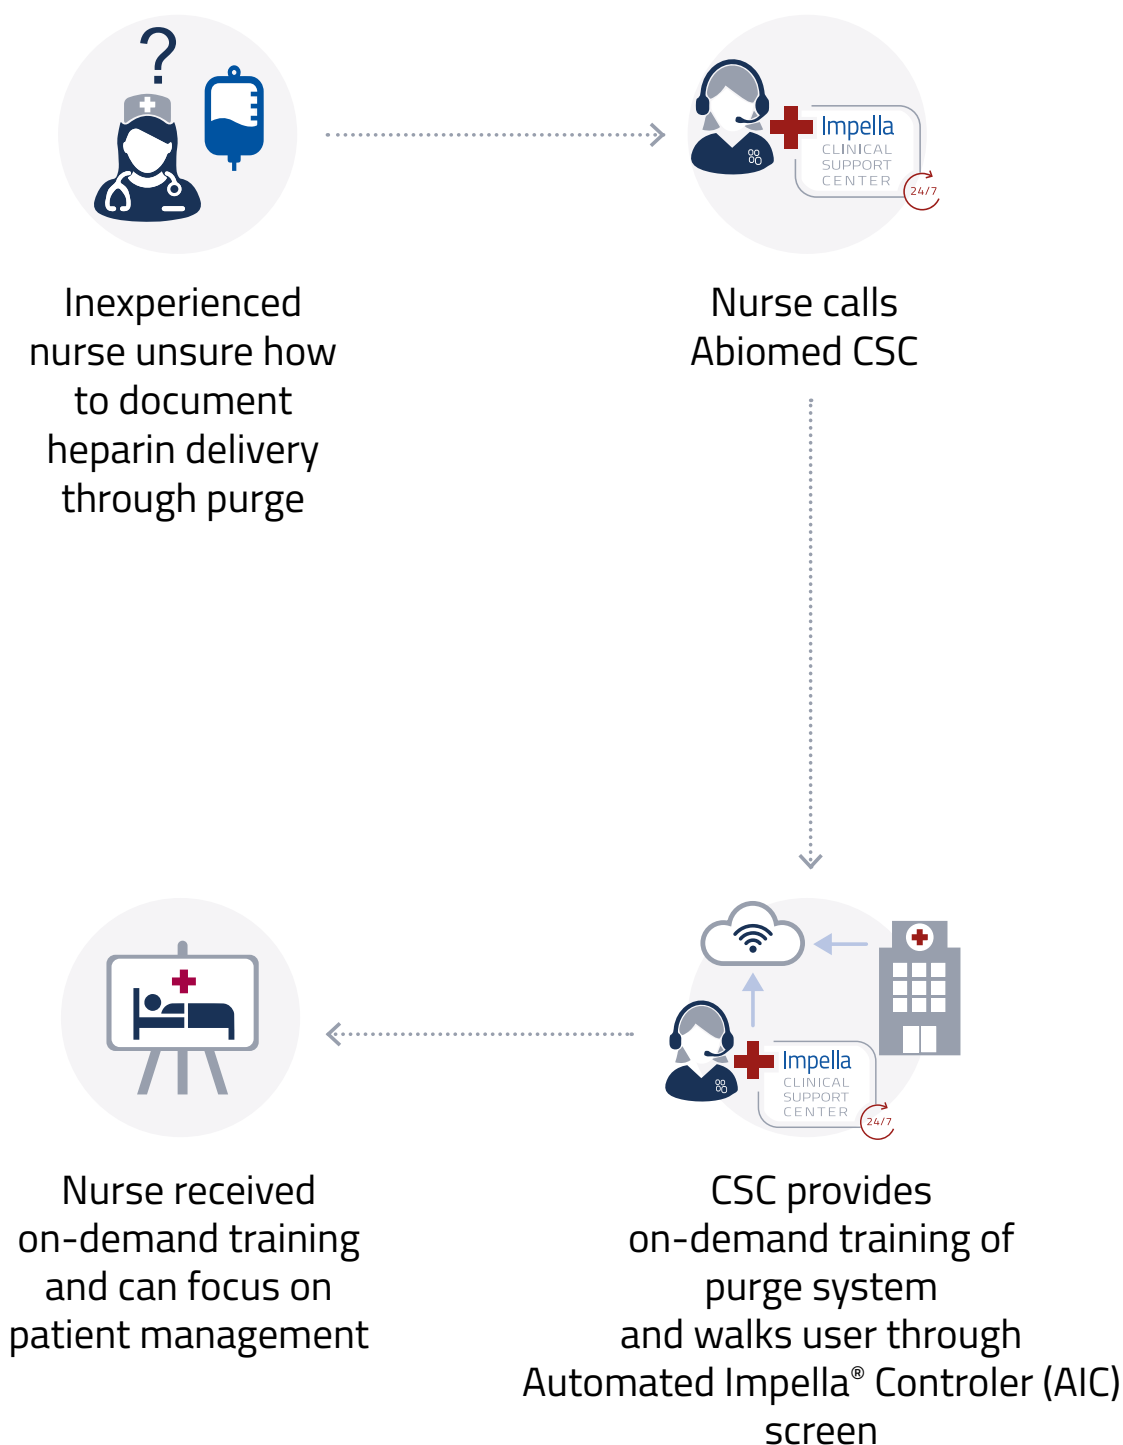 ?
Impella
CLINICAL
SUPPORT
CENTER
24/7
Inexperienced
nurse unsure how
to document
heparin delivery
through purge
Nurse calls
Abiomed CSC
Impella
CLINICAL
SUPPORT
CENTER
24/7
CSC provides
on-demand training of
purge system
and walks user through
Automated Impella® Controler (AIC)
screen
Nurse received
on-demand training
and can focus on
patient management